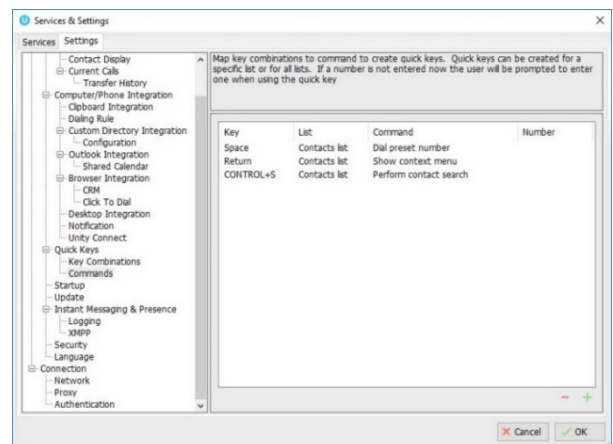 Services & Settings
Services Settings
Contact Display
Current Calls
Transfer History
Computer/Phone Integration
Clipboard Integration
Dialing Rule
Custom Directory Integration
Configuration
Outlook Integration
Shared Calendar
Browser Integration
CRM
Click To Dial
Desktop Integration
Notification
Unity Connect
Quick Keys
Key Combinations
Commands
Startup
Update
Instant Messaging & Presence
Logging
XMPP
Security
Language
Connection
Network
Proxy
Authentication
Map key combinations to command to create quick keys. Quick keys can be created for a
specific list or for all lists. If a number is not entered now the user will be prompted to enter
one when using the quick key
Key List Command Number
Space Contacts list Dial preset number
Return Contacts list Show context menu
CONTROL+S Contacts list Perform contact search
Cancel OK